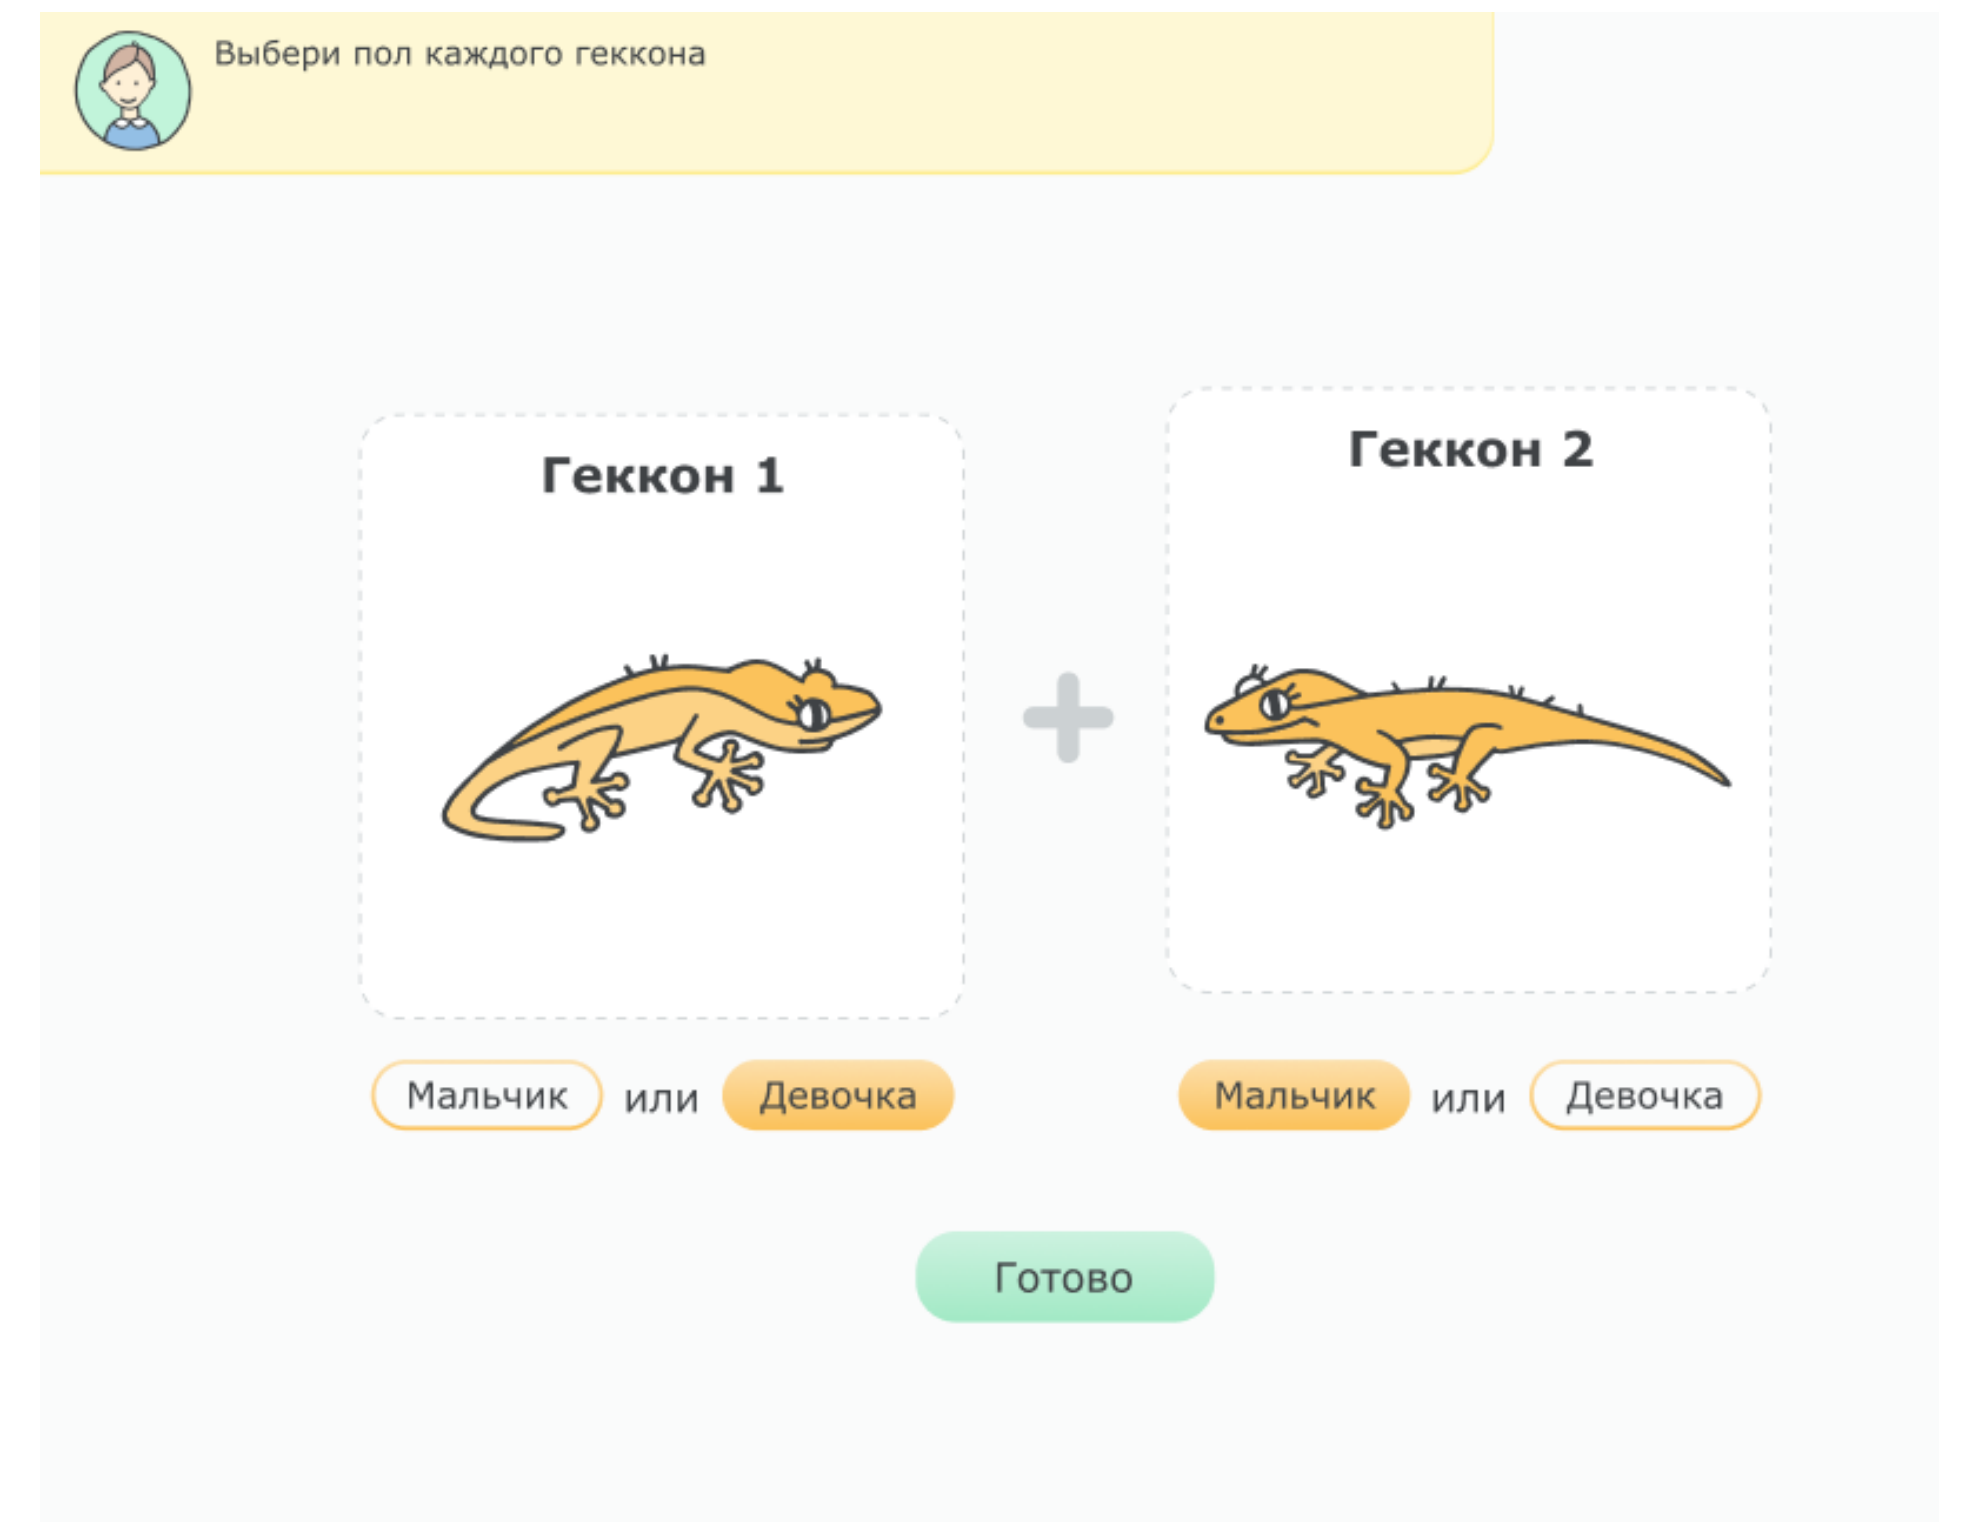 Выбери пол каждого геккона
Геккон 1
Геккон 2
Мальчик или Девочка
Мальчик или Девочка
Готово